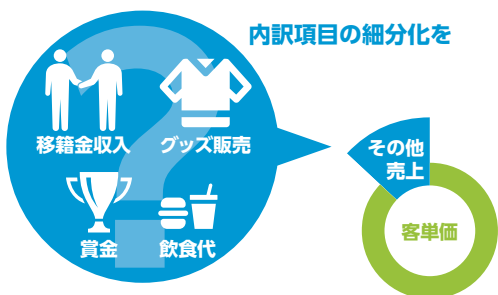 内訳項目の細分化を
?
移籍金収入
グッズ販売
賞金
飲食代
その他
売上
客単価